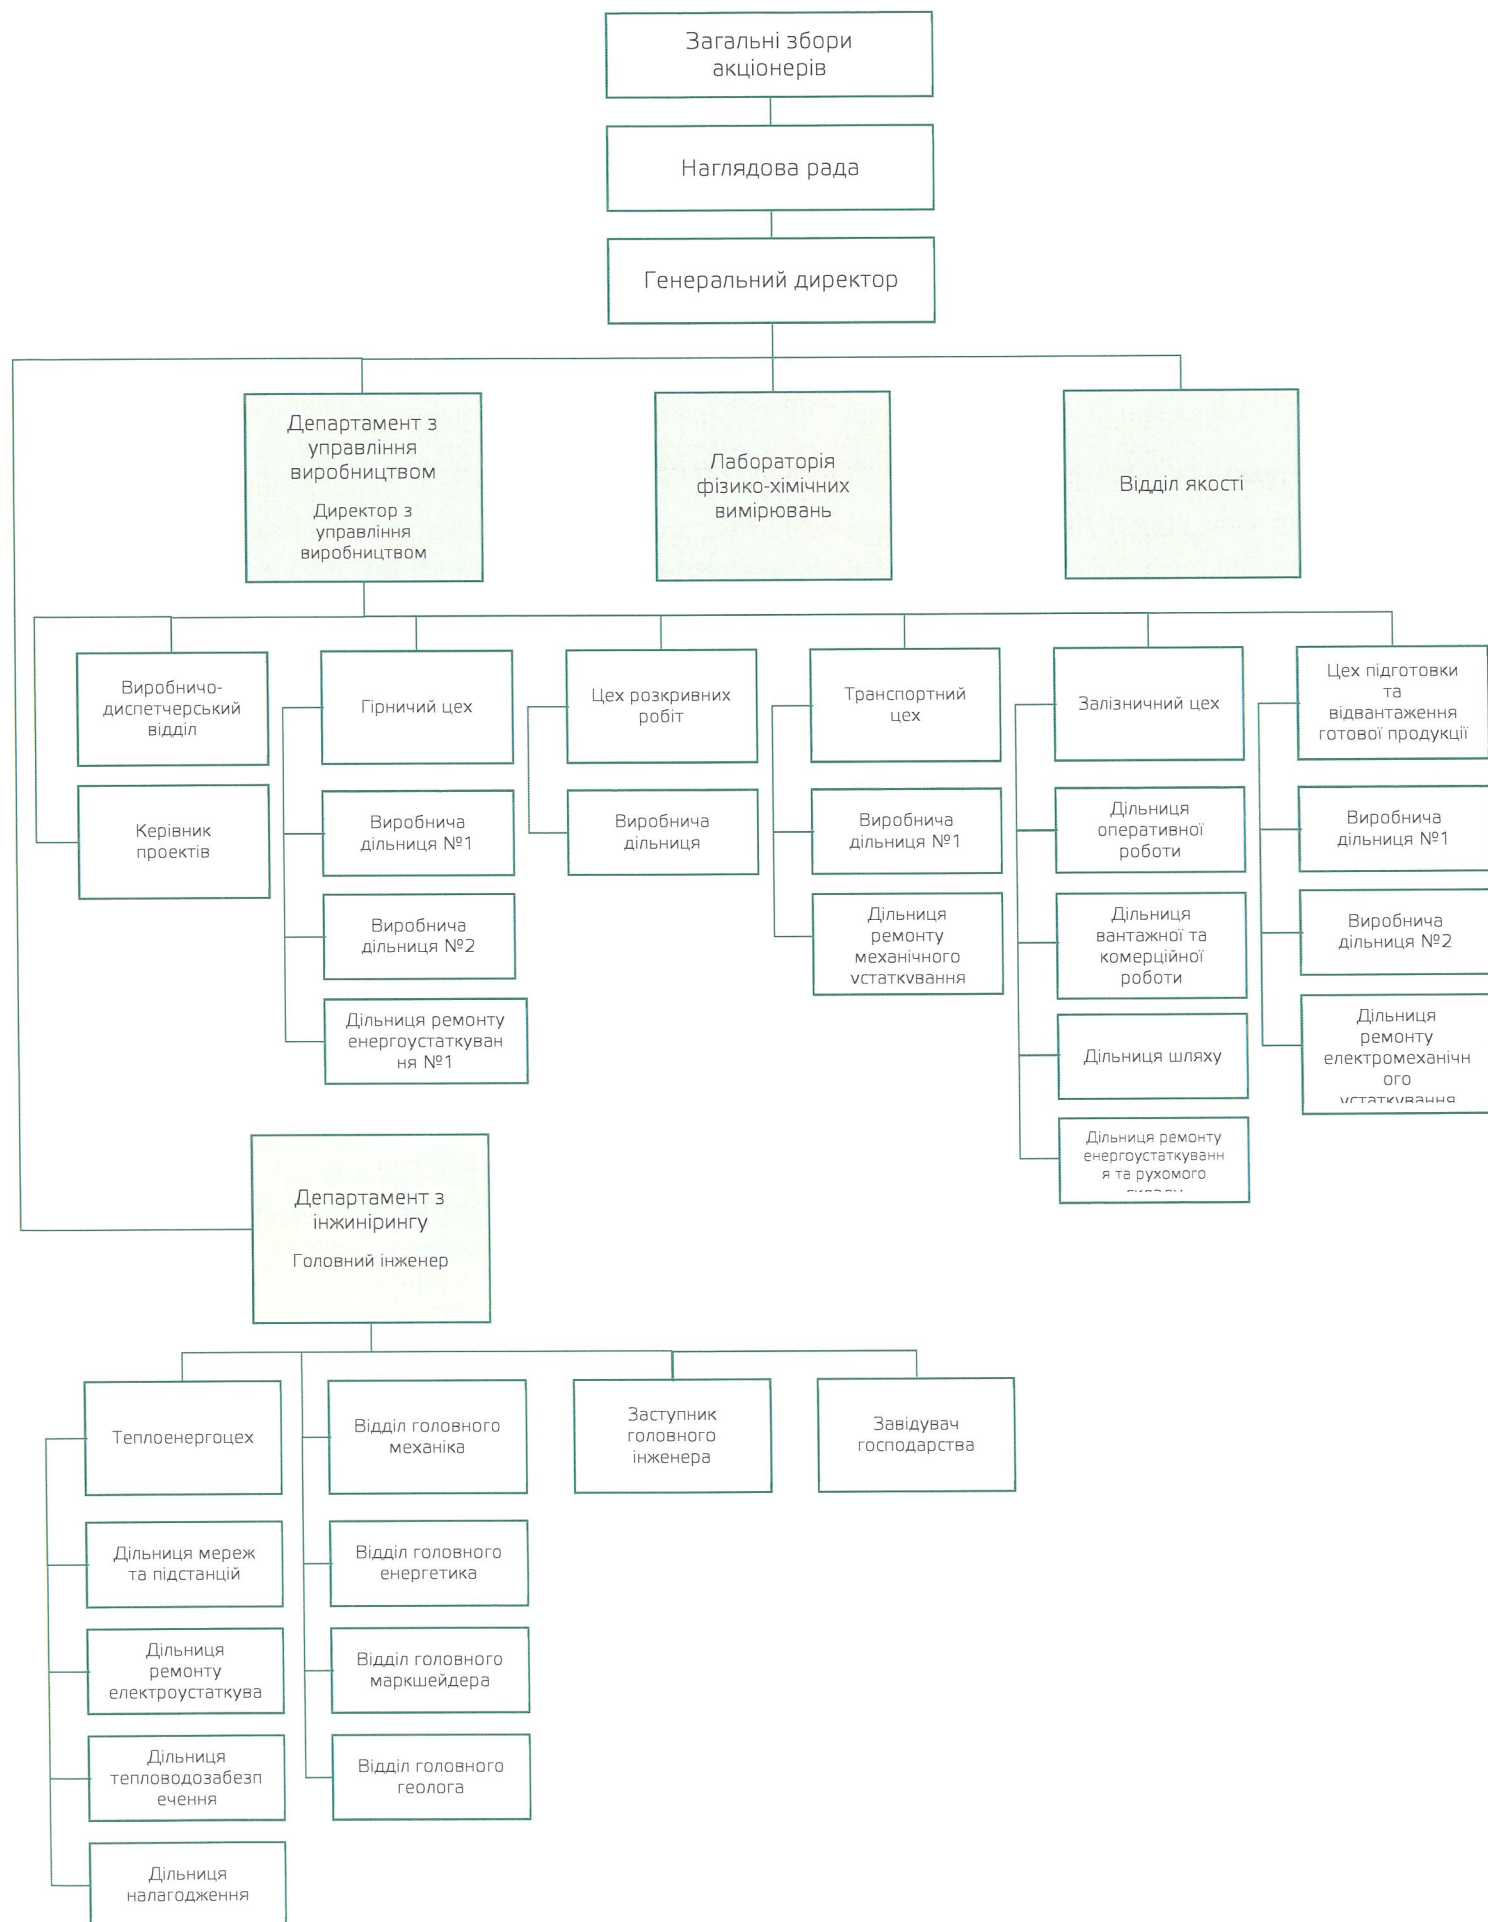 Загальні збори
акціонерів
Наглядова рада
Генеральний директор
Департамент з
управління
виробництвом
Директор з
управління
виробництвом
Лабораторія
фізико-хімічних
вимірювань
Відділ якості
Виробничо-
диспетчерський
відділ
Керівник
проектів
Гірничий цех
Виробнича
дільниця №1
Виробнича
дільниця №2
Дільниця ремонту
енергоустаткуван
ня №1
Цех розкривних
робіт
Виробнича
дільниця
Транспортний
цех
Виробнича
дільниця №1
Дільниця
ремонту
механічного
устаткування
Залізничний цех
Дільниця
оперативної
роботи
Дільниця
вантажної та
комерційної
роботи
Дільниця шляху
Дільниця ремонту
енергоустаткуванн
я та рухомого
Цех підготовки
та
відвантаження
готової продукції
Виробнича
дільниця №1
Виробнича
дільниця №2
Дільниця
ремонту
електромеханічн
ого
устаткування
Департамент з
інжинірингу
Головний інженер
Теплоенергоцех
Дільниця мереж
та підстанцій
Дільниця
ремонту
електроустаткува
Дільниця
тепловодозабезп
ечення
Дільниця
налагодження
Відділ головного
механіка
Відділ головного
енергетика
Відділ головного
маркшейдера
Відділ головного
геолога
Заступник
головного
інженера
Завідувач
господарства